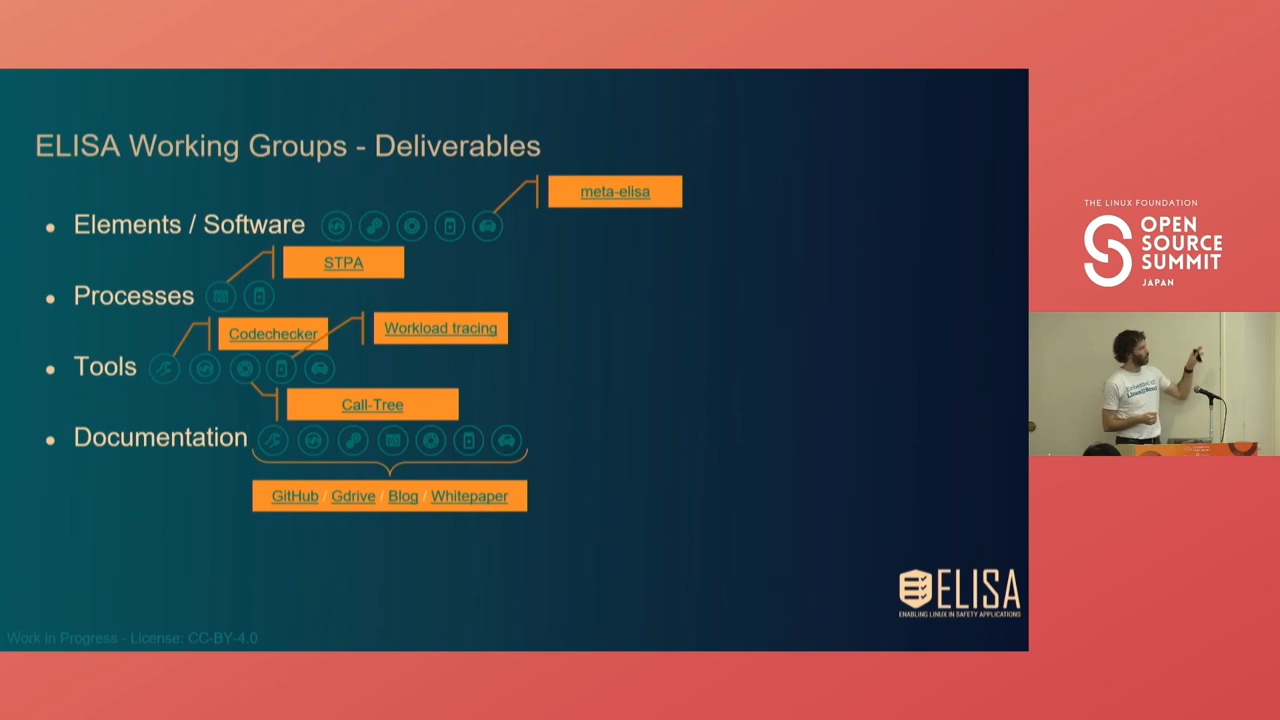 ELISA Working Groups - Deliverables
meta-elisa
Elements / Software
STPA
Processes
Codechecker
Workload tracing
Tools
Call-Tree
Documentation
GitHub / Gdrive / Blog / Whitepaper
ELISA
ENABLING LINUX IN SAFETY APPLICATIONS
Work in Progress - License: CC-BY-4.0
THE LINUX FOUNDATION
OPEN
SOURCE
SUMMIT
JAPAN